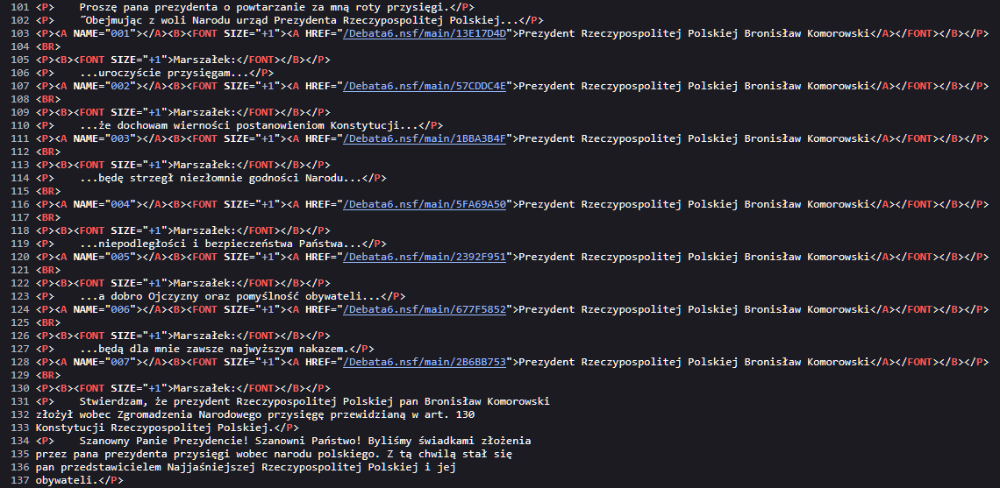 101 <P>    Proszę pana prezydenta o powtarzanie za mną roty przysięgi.</P>
102 <P>    ˝Obejmując z woli Narodu urząd Prezydenta Rzeczypospolitej Polskiej...</P>
103 <P><A NAME="001"></A><B><FONT SIZE="+1"><A HREF="/Debata6.nsf/main/13E17D4D">Prezydent Rzeczypospolitej Polskiej Bronisław Komorowski</A></FONT></B></P>
104 <BR>
105 <P><B><FONT SIZE="+1">Marszałek:</FONT></B></P>
106 <P>    ...uroczyście przysięgam...</P>
107 <P><A NAME="002"></A><B><FONT SIZE="+1"><A HREF="/Debata6.nsf/main/57CDDC4E">Prezydent Rzeczypospolitej Polskiej Bronisław Komorowski</A></FONT></B></P>
108 <BR>
109 <P><B><FONT SIZE="+1">Marszałek:</FONT></B></P>
110 <P>    ...że dochowam wierności postanowieniom Konstytucji...</P>
111 <P><A NAME="003"></A><B><FONT SIZE="+1"><A HREF="/Debata6.nsf/main/1BBA3B4F">Prezydent Rzeczypospolitej Polskiej Bronisław Komorowski</A></FONT></B></P>
112 <BR>
113 <P><B><FONT SIZE="+1">Marszałek:</FONT></B></P>
114 <P>    ...będę strzegł niezłomnie godności Narodu...</P>
115 <BR>
116 <P><A NAME="004"></A><B><FONT SIZE="+1"><A HREF="/Debata6.nsf/main/5FA69A50">Prezydent Rzeczypospolitej Polskiej Bronisław Komorowski</A></FONT></B></P>
117 <BR>
118 <P><B><FONT SIZE="+1">Marszałek:</FONT></B></P>
119 <P>    ...niepodległości i bezpieczeństwa Państwa...</P>
120 <P><A NAME="005"></A><B><FONT SIZE="+1"><A HREF="/Debata6.nsf/main/2392F951">Prezydent Rzeczypospolitej Polskiej Bronisław Komorowski</A></FONT></B></P>
121 <BR>
122 <P><B><FONT SIZE="+1">Marszałek:</FONT></B></P>
123 <P>    ...a dobro Ojczyzny oraz pomyślność obywateli...</P>
124 <P><A NAME="006"></A><B><FONT SIZE="+1"><A HREF="/Debata6.nsf/main/677F5852">Prezydent Rzeczypospolitej Polskiej Bronisław Komorowski</A></FONT></B></P>
125 <BR>
126 <P><B><FONT SIZE="+1">Marszałek:</FONT></B></P>
127 <P>    ...będą dla mnie zawsze najwyższym nakazem.</P>
128 <P><A NAME="007"></A><B><FONT SIZE="+1"><A HREF="/Debata6.nsf/main/2B6BB753">Prezydent Rzeczypospolitej Polskiej Bronisław Komorowski</A></FONT></B></P>
129 <BR>
130 <P><B><FONT SIZE="+1">Marszałek:</FONT></B></P>
131 <P>    Stwierdzam, że prezydent Rzeczypospolitej Polskiej pan Bronisław Komorowski
132 złożył wobec Zgromadzenia Narodowego przysięgę przewidzianą w art. 130
133 Konstytucji Rzeczypospolitej Polskiej.</P>
134 <P>    Szanowny Panie Prezydencie! Szanowni Państwo! Byliśmy świadkami złożenia
135 przez pana prezydenta przysięgi wobec narodu polskiego. Z tą chwilą stał się
136 pan przedstawicielem Najjaśniejszej Rzeczypospolitej Polskiej i jej
137 obywateli.</P>